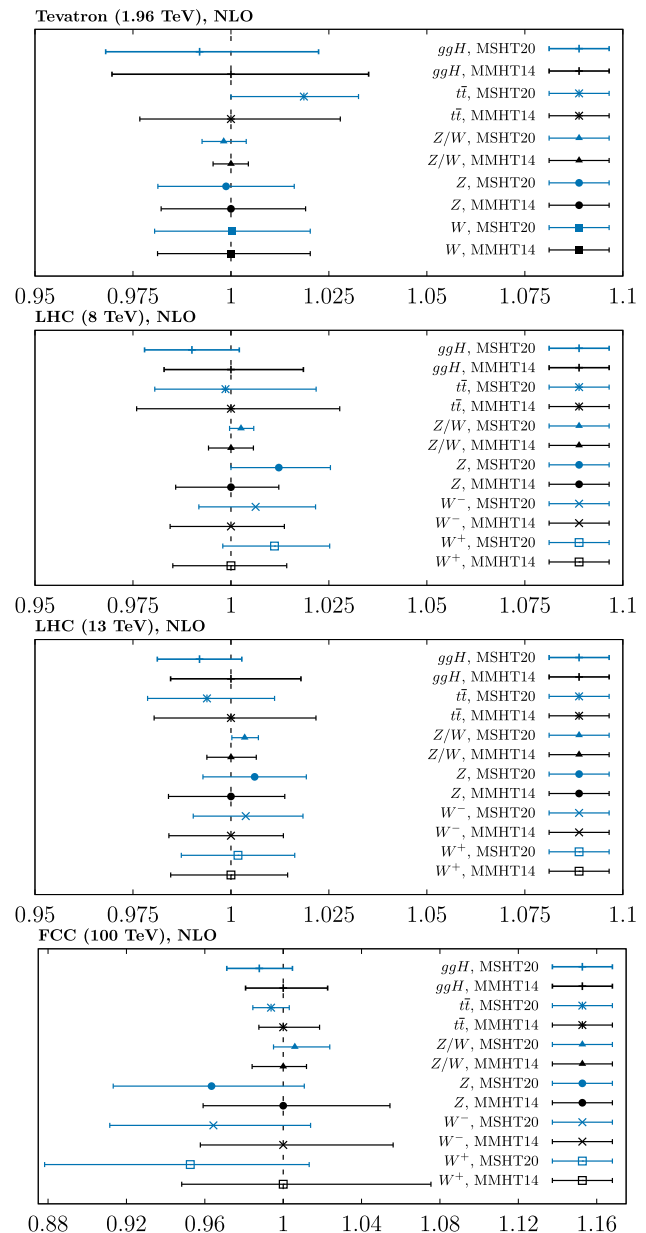 Tevatron (1.96 TeV), NLO
ggH, MSHT20
ggH, MMHT14
tt̄, MSHT20
tt̄, MMHT14
Z/W, MSHT20
Z/W, MMHT14
Z, MSHT20
Z, MMHT14
W, MSHT20
W, MMHT14
0.95 0.975 1 1.025 1.05 1.075 1.1
LHC (8 TeV), NLO
ggH, MSHT20
ggH, MMHT14
tt̄, MSHT20
tt̄, MMHT14
Z/W, MSHT20
Z/W, MMHT14
Z, MSHT20
Z, MMHT14
W⁻, MSHT20
W⁻, MMHT14
W⁺, MSHT20
W⁺, MMHT14
0.95 0.975 1 1.025 1.05 1.075 1.1
LHC (13 TeV), NLO
ggH, MSHT20
ggH, MMHT14
tt̄, MSHT20
tt̄, MMHT14
Z/W, MSHT20
Z/W, MMHT14
Z, MSHT20
Z, MMHT14
W⁻, MSHT20
W⁻, MMHT14
W⁺, MSHT20
W⁺, MMHT14
0.95 0.975 1 1.025 1.05 1.075 1.1
FCC (100 TeV), NLO
ggH, MSHT20
ggH, MMHT14
tt̄, MSHT20
tt̄, MMHT14
Z/W, MSHT20
Z/W, MMHT14
Z, MSHT20
Z, MMHT14
W⁻, MSHT20
W⁻, MMHT14
W⁺, MSHT20
W⁺, MMHT14
0.88 0.92 0.96 1 1.04 1.08 1.12 1.16